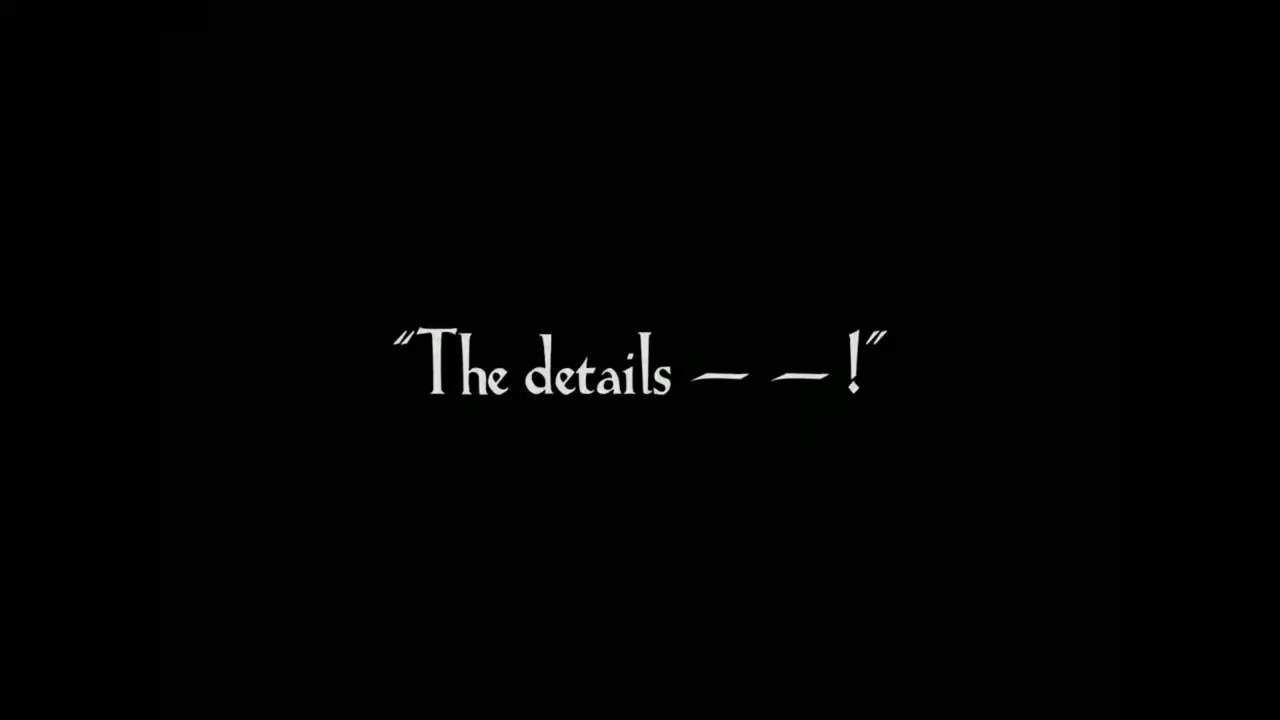 "The details — — !"